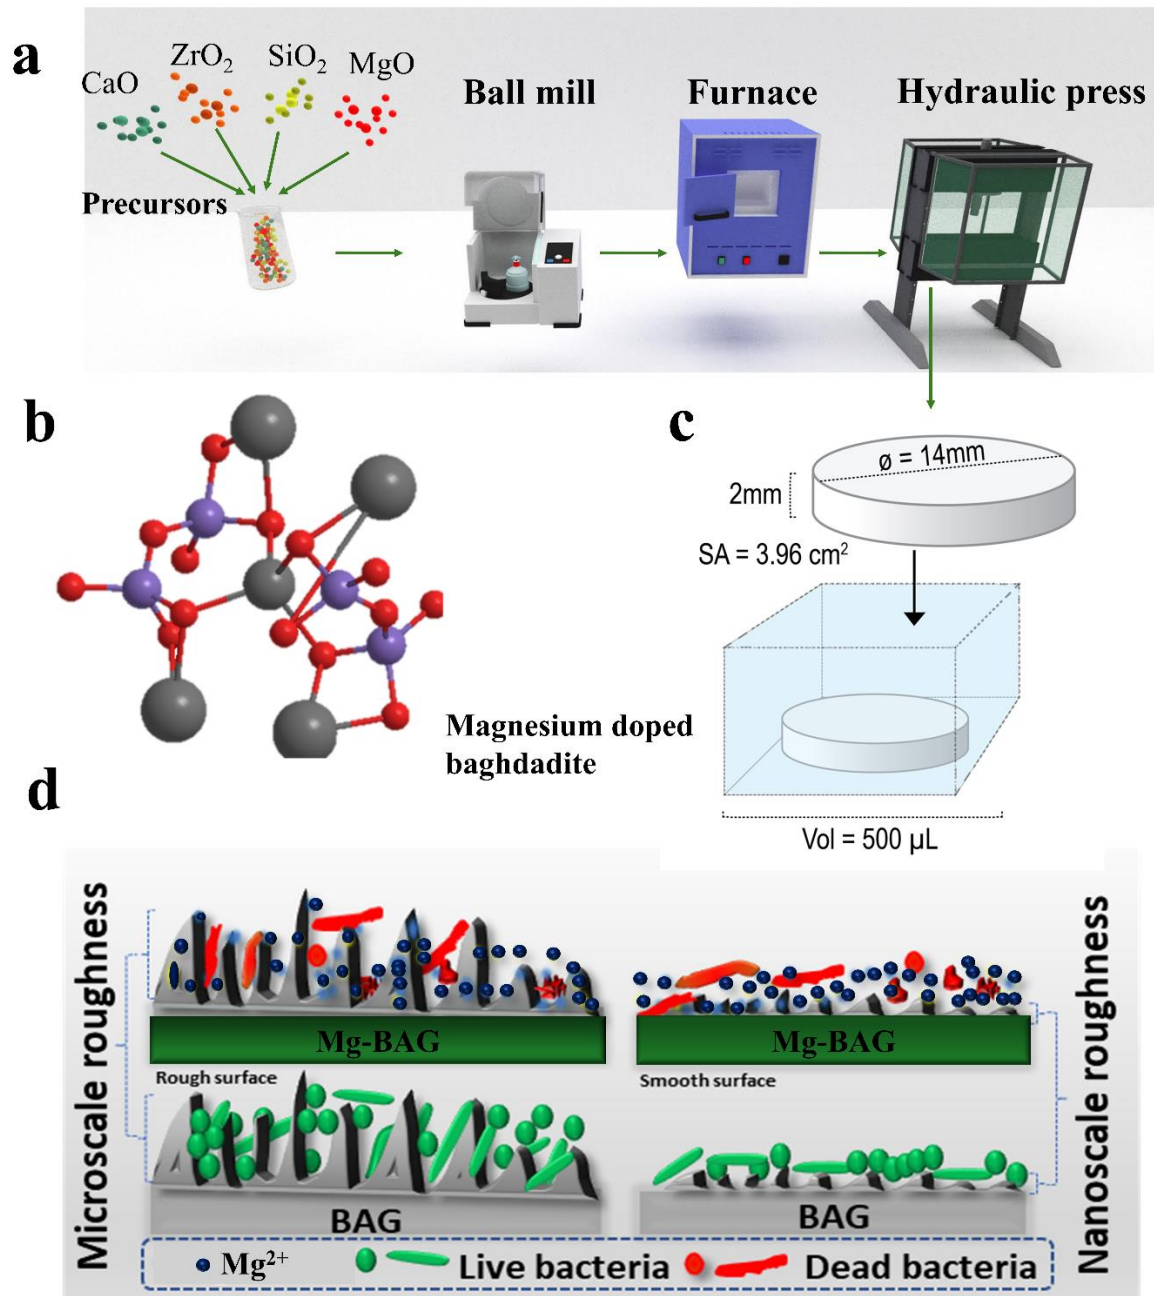 a
CaO
ZrO₂
SiO₂
MgO
Precursors
Ball mill
Furnace
Hydraulic press
b
Magnesium doped
baghdadite
c
ø = 14mm
2mm
SA = 3.96 cm²
Vol = 500 µL
d
Microscale roughness
Mg-BAG
Rough surface
BAG
Mg-BAG
Smooth surface
BAG
Nanoscale roughness
Mg²⁺
Live bacteria
Dead bacteria